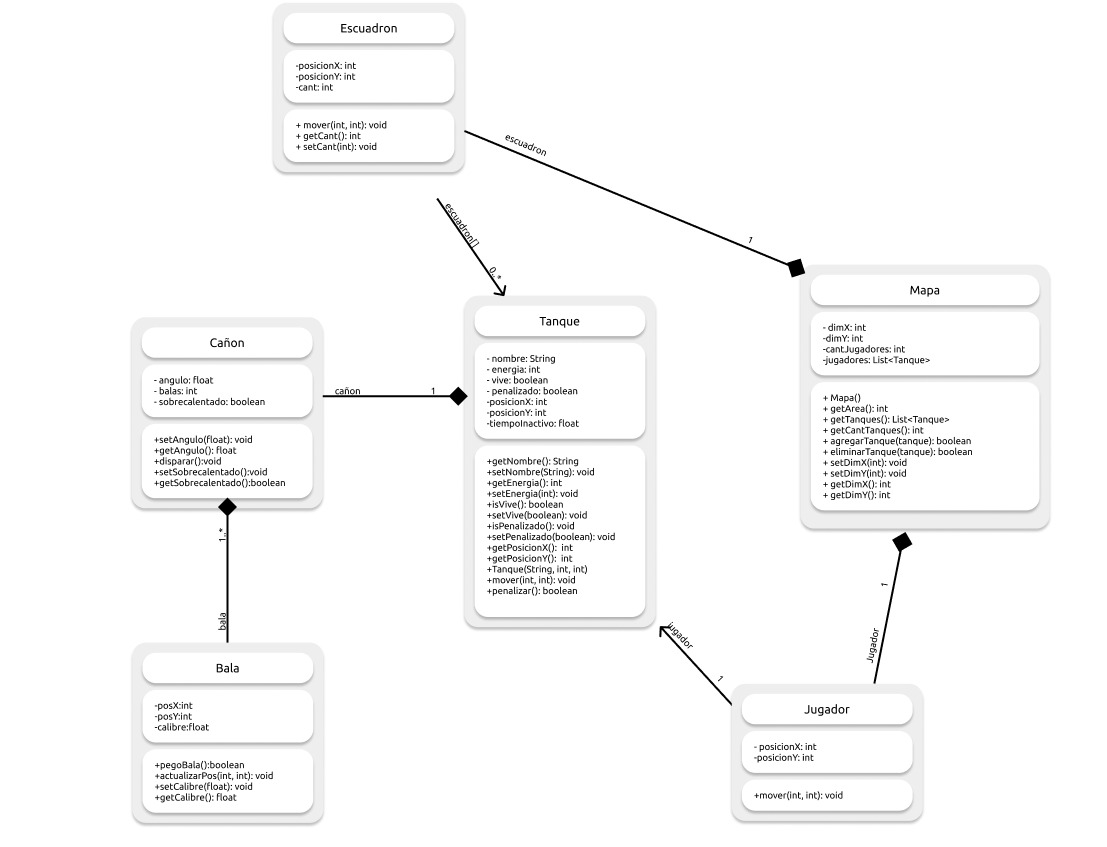 Escuadron
-posicionX: int
-posicionY: int
-cant: int
+ mover(int, int): void
+ getCant(): int
+ setCant(int): void
escuadron
1
escuadron[]
0..*
Mapa
- dimX: int
-dimY: int
-cantJugadores: int
-jugadores: List<Tanque>
+ Mapa()
+ getArea(): int
+ getTanques(): List<Tanque>
+ getCantTanques(): int
+ agregarTanque(tanque): boolean
+ eliminarTanque(tanque): boolean
+ setDimX(int): void
+ setDimY(int): void
+ getDimX(): int
+ getDimY(): int
Tanque
- nombre: String
- energia: int
- vive: boolean
- penalizado: boolean
-posicionX: int
-posicionY: int
-tiempoInactivo: float
+getNombre(): String
+setNombre(String): void
+getEnergia(): int
+setEnergia(int): void
+isVive(): boolean
+setVive(boolean): void
+isPenalizado(): void
+setPenalizado(boolean): void
+getPosicionX():  int
+getPosicionY():  int
+Tanque(String, int, int)
+mover(int, int): void
+penalizar(): boolean
Cañon
- angulo: float
- balas: int
- sobrecalentado: boolean
+setAngulo(float): void
+getAngulo(): float
+disparar():void
+setSobrecalentado():void
+getSobrecalentado():boolean
cañon
1
1..*
bala
Bala
-posX:int
-posY:int
-calibre:float
+pegoBala():boolean
+actualizarPos(int, int): void
+setCalibre(float): void
+getCalibre(): float
jugador
1
1
Jugador
Jugador
- posicionX: int
-posicionY: int
+mover(int, int): void